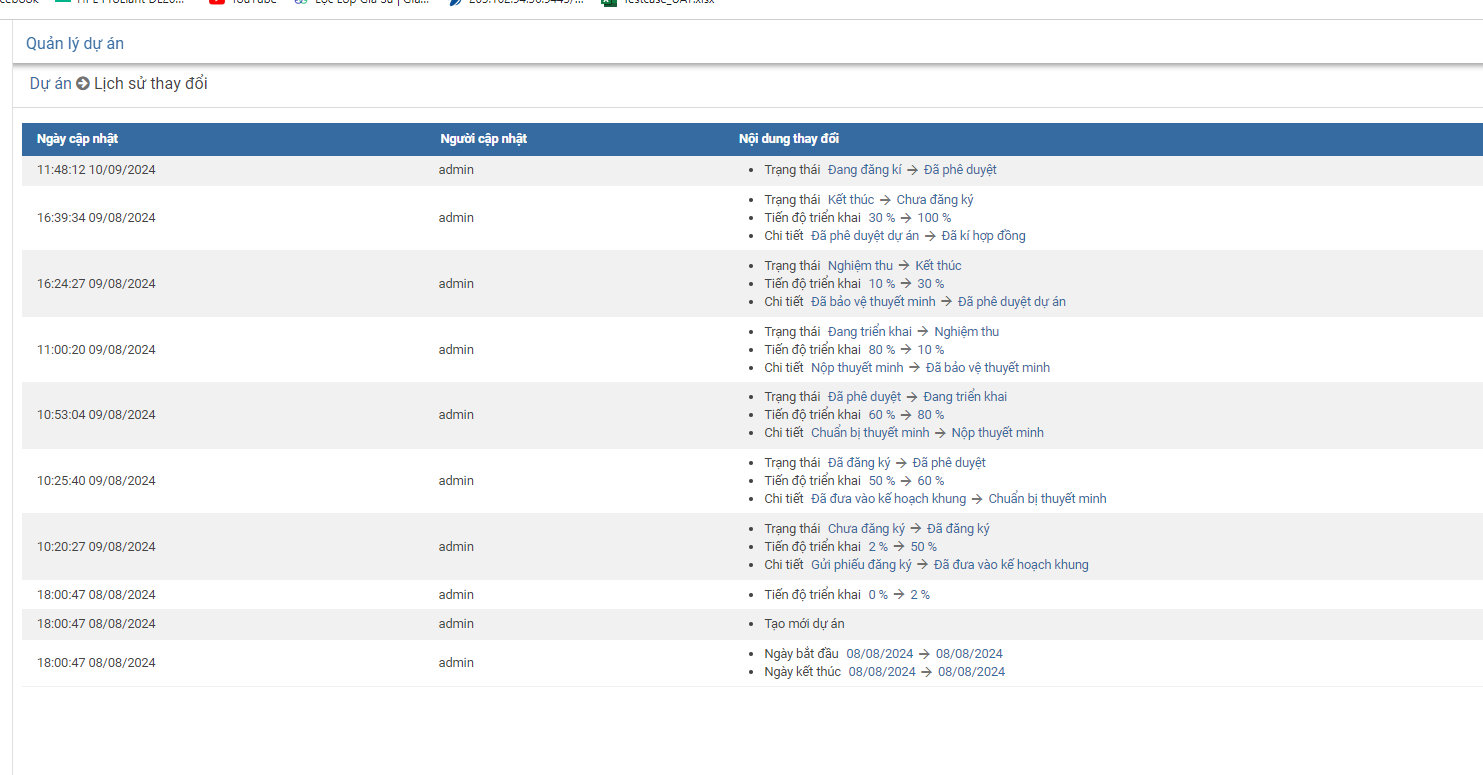 YouTube
Testcase_UAT.xlsx
Quản lý dự án
Dự án Lịch sử thay đổi
Ngày cập nhật Người cập nhật Nội dung thay đổi
11:48:12 10/09/2024 admin Trạng thái Đang đăng kí → Đã phê duyệt
Trạng thái Kết thúc → Chưa đăng ký
16:39:34 09/08/2024 admin Tiến độ triển khai 30 % → 100 %
Chi tiết Đã phê duyệt dự án → Đã kí hợp đồng
Trạng thái Nghiệm thu → Kết thúc
16:24:27 09/08/2024 admin Tiến độ triển khai 10 % → 30 %
Chi tiết Đã bảo vệ thuyết minh → Đã phê duyệt dự án
Trạng thái Đang triển khai → Nghiệm thu
11:00:20 09/08/2024 admin Tiến độ triển khai 80 % → 10 %
Chi tiết Nộp thuyết minh → Đã bảo vệ thuyết minh
Trạng thái Đã phê duyệt → Đang triển khai
10:53:04 09/08/2024 admin Tiến độ triển khai 60 % → 80 %
Chi tiết Chuẩn bị thuyết minh → Nộp thuyết minh
Trạng thái Đã đăng ký → Đã phê duyệt
10:25:40 09/08/2024 admin Tiến độ triển khai 50 % → 60 %
Chi tiết Đã đưa vào kế hoạch khung → Chuẩn bị thuyết minh
Trạng thái Chưa đăng ký → Đã đăng ký
10:20:27 09/08/2024 admin Tiến độ triển khai 2 % → 50 %
Chi tiết Gửi phiếu đăng ký → Đã đưa vào kế hoạch khung
18:00:47 08/08/2024 admin Tiến độ triển khai 0 % → 2 %
18:00:47 08/08/2024 admin Tạo mới dự án
Ngày bắt đầu 08/08/2024 → 08/08/2024
18:00:47 08/08/2024 admin
Ngày kết thúc 08/08/2024 → 08/08/2024